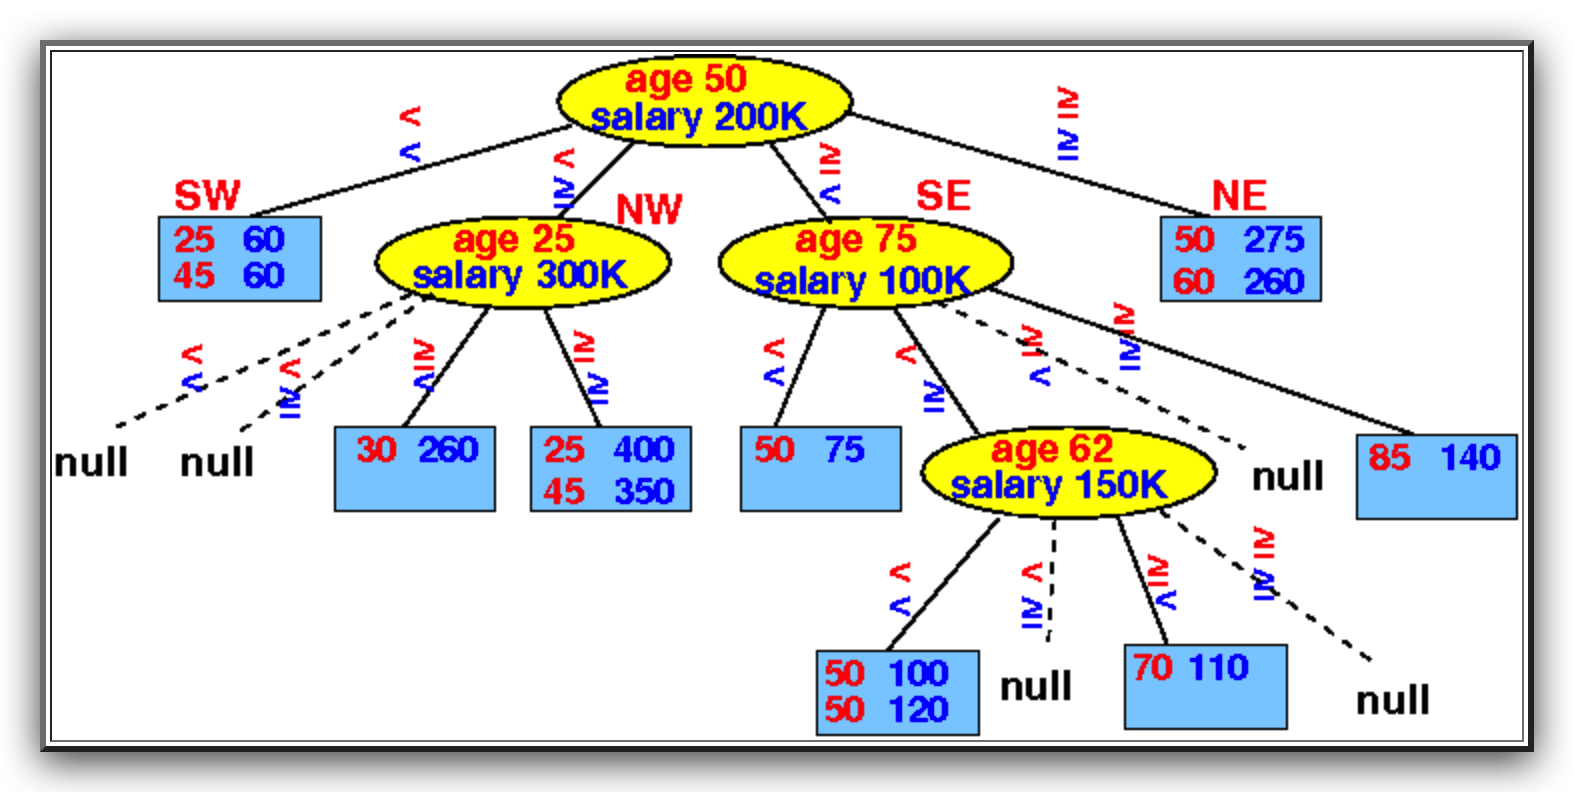 age 50
salary 200K
< ≥
< < ≥ ≥
≥ <
SW NW SE NE
25 60
45 60
age 25
salary 300K
age 75
salary 100K
50 275
60 260
< < ≥ ≥ < < ≥ ≥
< ≥ < ≥ < ≥ < ≥
null
null
30 260
25 400
45 350
50 75
age 62
salary 150K
null
85 140
< < ≥ ≥
< ≥ < ≥
50 100
50 120
null
70 110
null